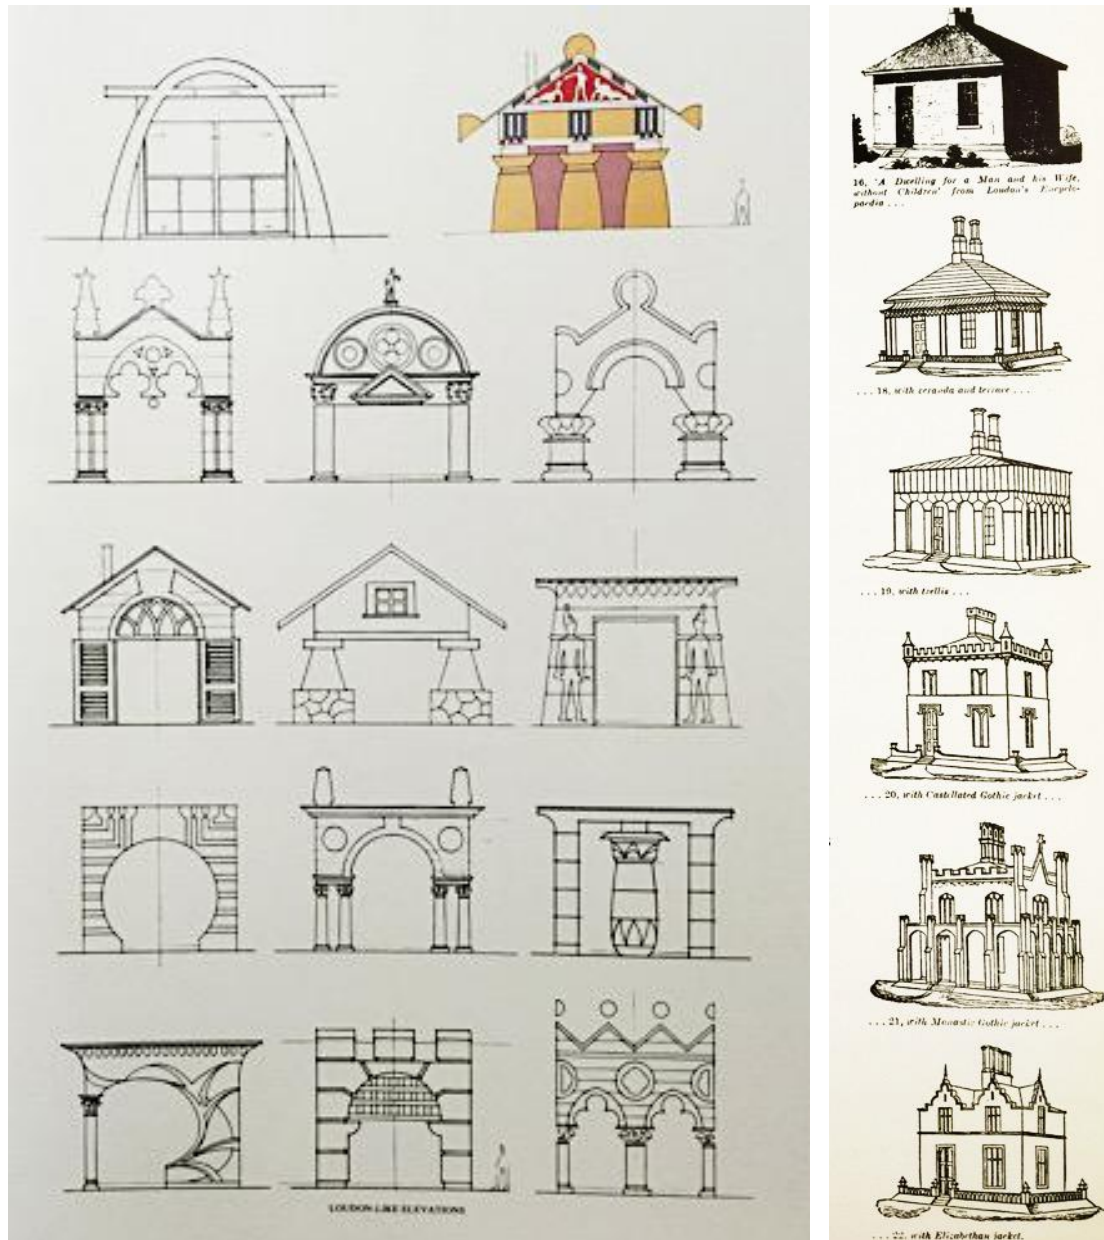 LOUDON-LIKE ELEVATIONS
16, 'A Dwelling for a Man and his Wife,
without Children' from Loudon's Encyclo-
paedia . . .
. . . 18, with veranda and terrace . . .
. . . 19, with trellis . . .
. . . 20, with Castellated Gothic jacket . . .
. . . 21, with Monastic Gothic jacket . . .
. . . 22, with Elizabethan jacket.